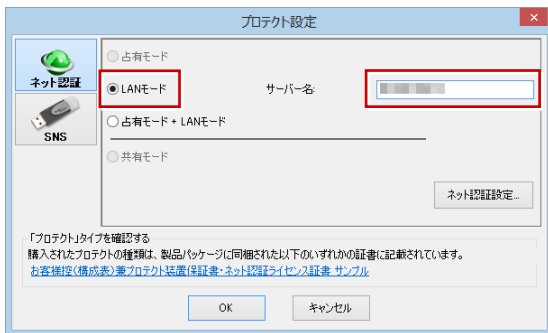 プロテクト設定
ネット認証
SNS
占有モード
LANモード
サーバー名:
占有モード + LANモード
共有モード
ネット認証設定...
「プロテクト」タイプを確認する
購入されたプロテクトの種類は、製品パッケージに同梱された以下のいずれかの証書に記載されています。
お客様控(構成表)兼プロテクト装置保証書・ネット認証ライセンス証書 サンプル
OK
キャンセル